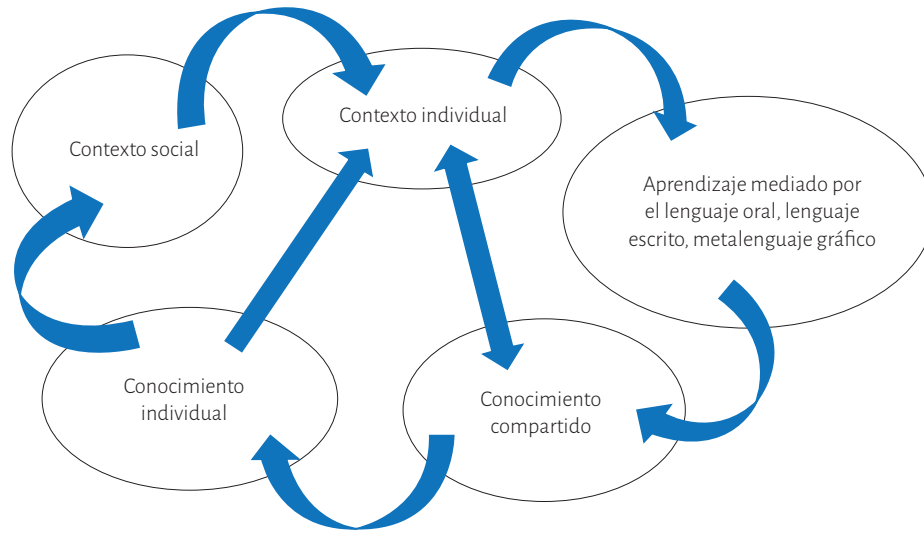 Contexto social
Contexto individual
Aprendizaje mediado por
el lenguaje oral, lenguaje
escrito, metalenguaje gráfico
Conocimiento
individual
Conocimiento
compartido